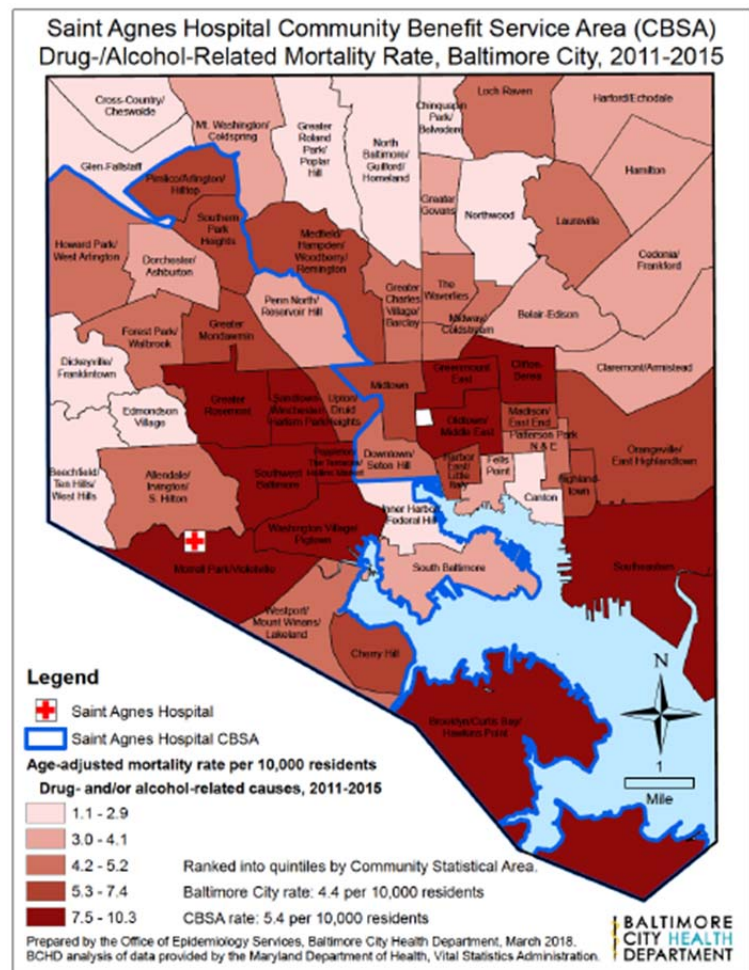 Saint Agnes Hospital Community Benefit Service Area (CBSA)
Drug-/Alcohol-Related Mortality Rate, Baltimore City, 2011-2015
Cross-Country/
Cheswolde
Mt. Washington/
Coldspring
Greater
Roland
Park/
Poplar
Hill
North
Baltimore/
Guilford/
Homeland
Chinquapin
Park/
Belvedere
Loch Raven
Harford/Echodale
Glen-Fallstaff
Pimlico/Arlington/
Hilltop
Hamilton
Southern
Park
Heights
Greater
Govans
Northwood
Lauraville
Howard Park/
West Arlington
Dorchester/
Ashburton
Medfield/
Hampden/
Woodberry/
Remington
Cedonia/
Frankford
Penn North/
Reservoir Hill
Greater
Charles
Village/
Barclay
The
Waverlies
Midway/
Coldstream
Belair-Edison
Forest Park/
Walbrook
Greater
Mondawmin
Dickeyville/
Franklintown
Claremont/Armistead
Midtown
Greenmount
East
Clifton-
Berea
Greater
Rosemont
Sandtown-
Winchester/
Harlem Park
Upton/
Druid
Heights
Edmondson
Village
Oldtown/
Middle East
Madison/
East End
Patterson Park
N & E
Orangeville/
East Highlandtown
Downtown/
Seton Hill
Harbor
East/Little
Italy
Fells
Point
Canton
Highland-
town
Beechfield/
Ten Hills/
West Hills
Allendale/
Irvington/
S. Hilton
Southwest
Baltimore
Poppleton/
The Terraces/
Hollins Market
Inner Harbor/
Federal Hill
Washington Village/
Pigtown
Morrell Park/Violetville
South Baltimore
Southeastern
Westport/
Mount Winans/
Lakeland
Cherry Hill
Brooklyn/Curtis Bay/
Hawkins Point
N
1
Mile
Legend
Saint Agnes Hospital
Saint Agnes Hospital CBSA
Age-adjusted mortality rate per 10,000 residents
Drug- and/or alcohol-related causes, 2011-2015
1.1 - 2.9
3.0 - 4.1
4.2 - 5.2 Ranked into quintiles by Community Statistical Area.
5.3 - 7.4 Baltimore City rate: 4.4 per 10,000 residents
7.5 - 10.3 CBSA rate: 5.4 per 10,000 residents
Prepared by the Office of Epidemiology Services, Baltimore City Health Department, March 2018.
BCHD analysis of data provided by the Maryland Department of Health, Vital Statistics Administration.
BALTIMORE
CITY HEALTH
DEPARTMENT